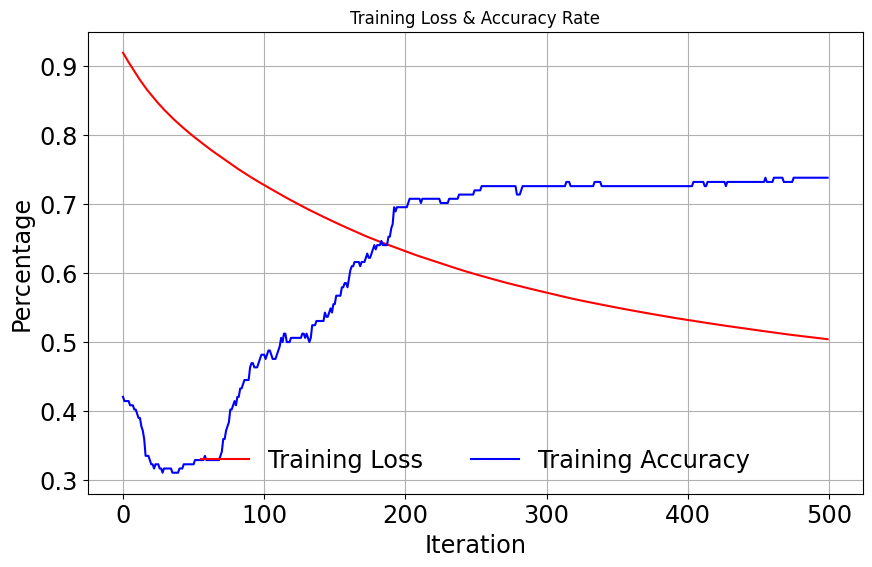 Training Loss & Accuracy Rate
0.9
0.8
0.7
0.6
0.5
0.4
0.3
Percentage
Training Loss
Training Accuracy
0 100 200 300 400 500
Iteration